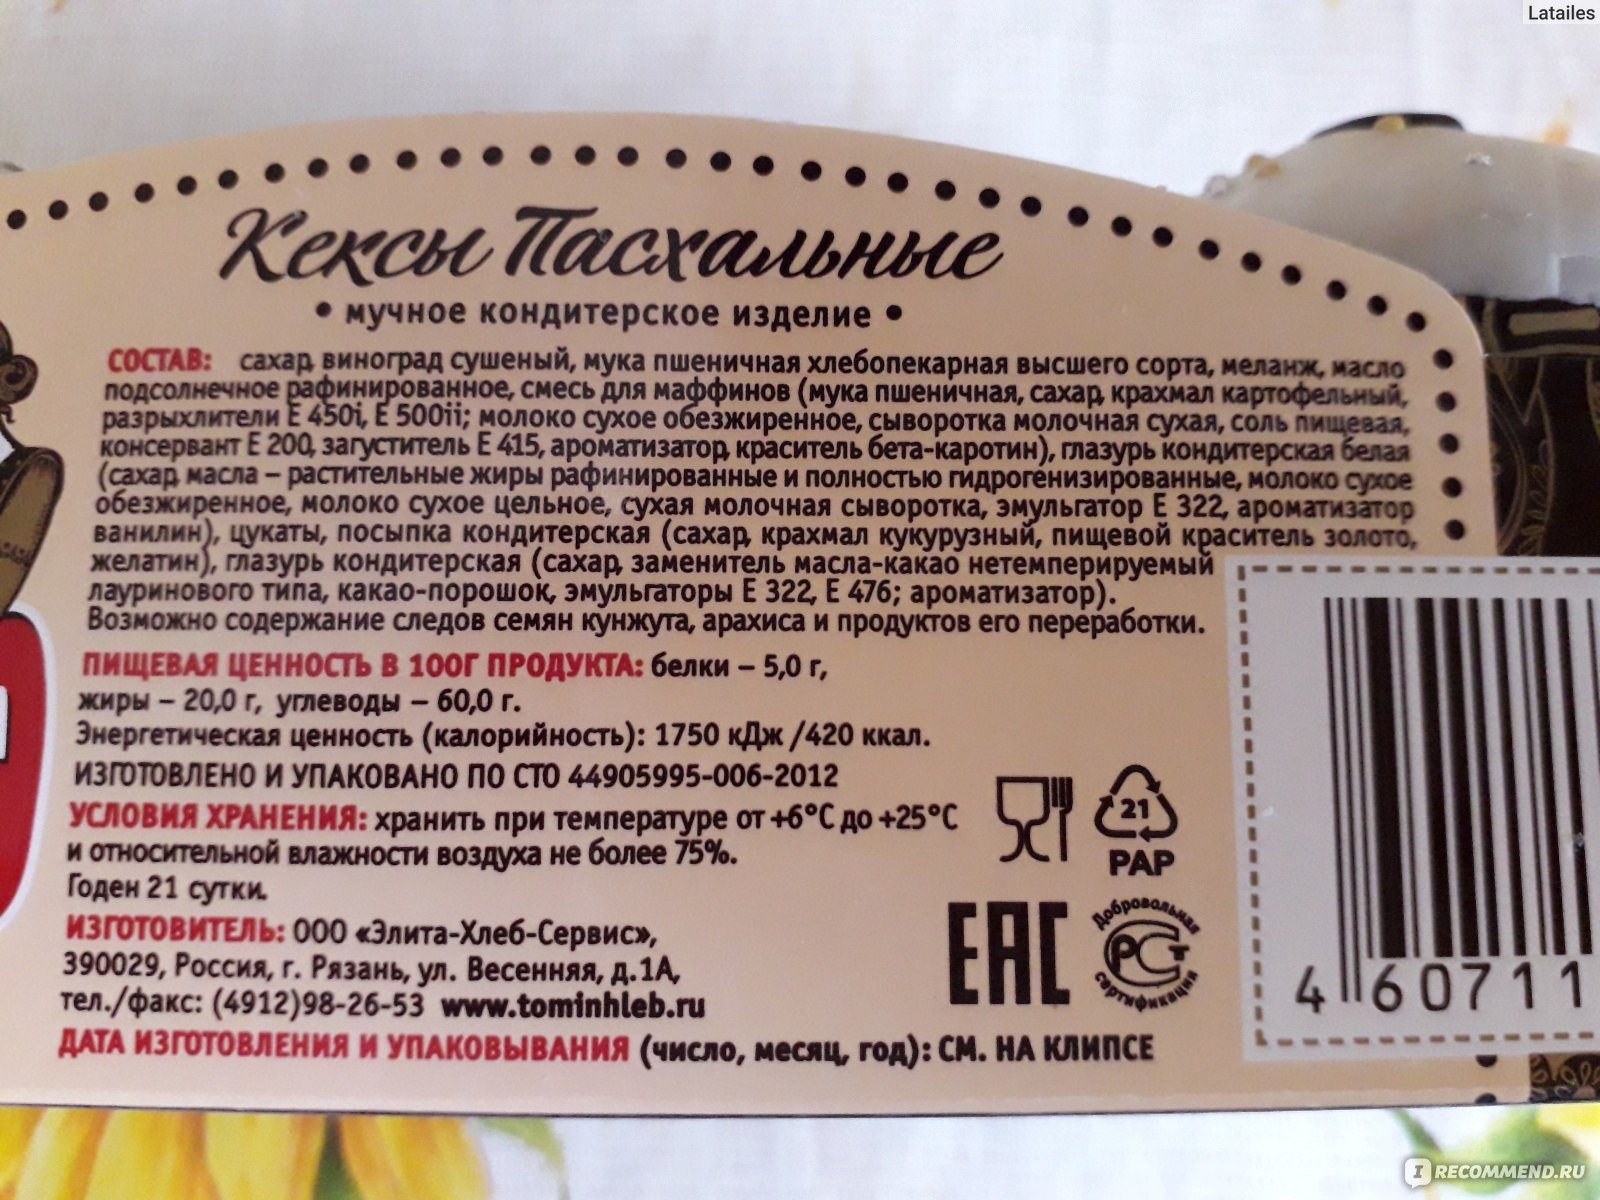 Latailes
Кексы Пасхальные
• мучное кондитерское изделие •
СОСТАВ: сахар, виноград сушеный, мука пшеничная хлебопекарная высшего сорта, меланж, масло
подсолнечное рафинированное, смесь для маффинов (мука пшеничная, сахар, крахмал картофельный,
разрыхлители Е 450i, Е 500ii; молоко сухое обезжиренное, сыворотка молочная сухая, соль пищевая,
консервант Е 200, загуститель Е 415, ароматизатор, краситель бета-каротин), глазурь кондитерская белая
(сахар, масла – растительные жиры рафинированные и полностью гидрогенизированные, молоко сухое
обезжиренное, молоко сухое цельное, сухая молочная сыворотка, эмульгатор Е 322, ароматизатор
ванилин), цукаты, посыпка кондитерская (сахар, крахмал кукурузный, пищевой краситель золото,
желатин), глазурь кондитерская (сахар, заменитель масла-какао нетемперируемый
лауринового типа, какао-порошок, эмульгаторы Е 322, Е 476; ароматизатор).
Возможно содержание следов семян кунжута, арахиса и продуктов его переработки.
ПИЩЕВАЯ ЦЕННОСТЬ В 100Г ПРОДУКТА: белки – 5,0 г,
жиры – 20,0 г, углеводы – 60,0 г.
Энергетическая ценность (калорийность): 1750 кДж /420 ккал.
ИЗГОТОВЛЕНО И УПАКОВАНО ПО СТО 44905995-006-2012
УСЛОВИЯ ХРАНЕНИЯ: хранить при температуре от +6°С до +25°С
и относительной влажности воздуха не более 75%.
Годен 21 сутки.
21
PAP
ИЗГОТОВИТЕЛЬ: ООО «Элита-Хлеб-Сервис»,
390029, Россия, г. Рязань, ул. Весенняя, д.1А,
тел./факс: (4912)98-26-53 www.tominhleb.ru
ДАТА ИЗГОТОВЛЕНИЯ И УПАКОВЫВАНИЯ (число, месяц, год): СМ. НА КЛИПСЕ
EAC
Добровольная
РСТ
сертификация
4 60711
IRECOMMEND.RU